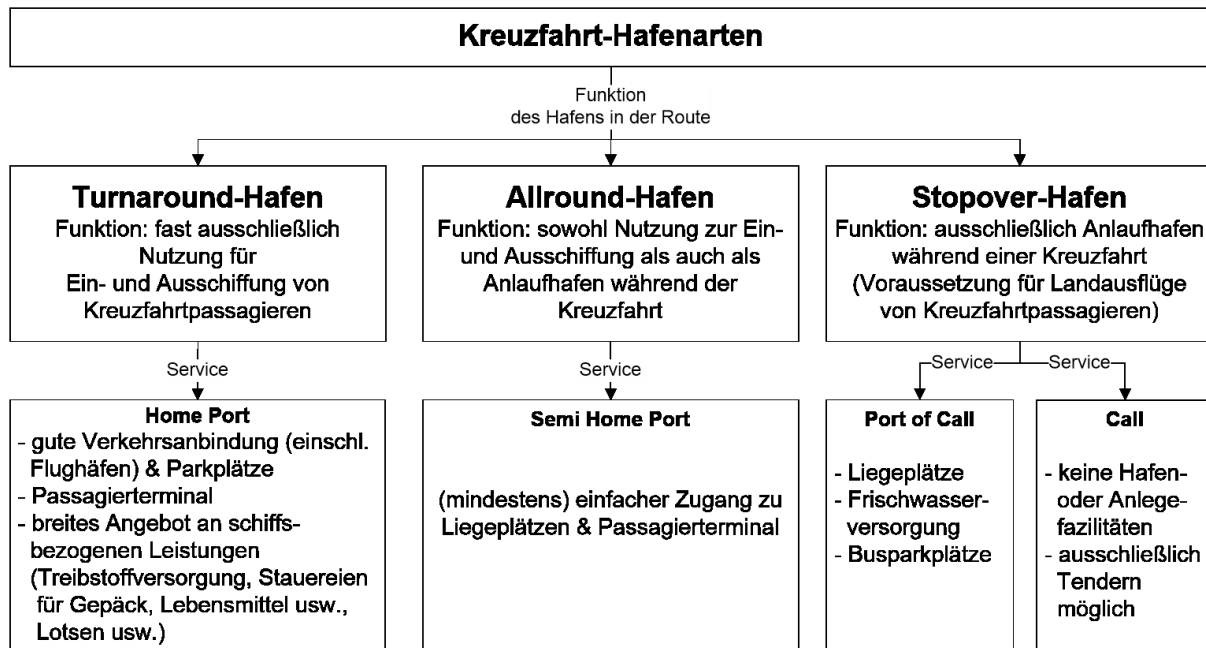 Kreuzfahrt-Hafenarten
Funktion
des Hafens in der Route
Turnaround-Hafen
Funktion: fast ausschließlich
Nutzung für
Ein- und Ausschiffung von
Kreuzfahrtpassagieren
Allround-Hafen
Funktion: sowohl Nutzung zur Ein-
und Ausschiffung als auch als
Anlaufhafen während der
Kreuzfahrt
Stopover-Hafen
Funktion: ausschließlich Anlaufhafen
während einer Kreuzfahrt
(Voraussetzung für Landausflüge
von Kreuzfahrtpassagieren)
Service
Service
Service
Service
Home Port
- gute Verkehrsanbindung (einschl.
Flughäfen) & Parkplätze
- Passagierterminal
- breites Angebot an schiffs-
bezogenen Leistungen
(Treibstoffversorgung, Stauereien
für Gepäck, Lebensmittel usw.,
Lotsen usw.)
Semi Home Port
(mindestens) einfacher Zugang zu
Liegeplätzen & Passagierterminal
Port of Call
- Liegeplätze
- Frischwasser-
versorgung
- Busparkplätze
Call
- keine Hafen-
oder Anlege-
fazilitäten
- ausschließlich
Tendern
möglich